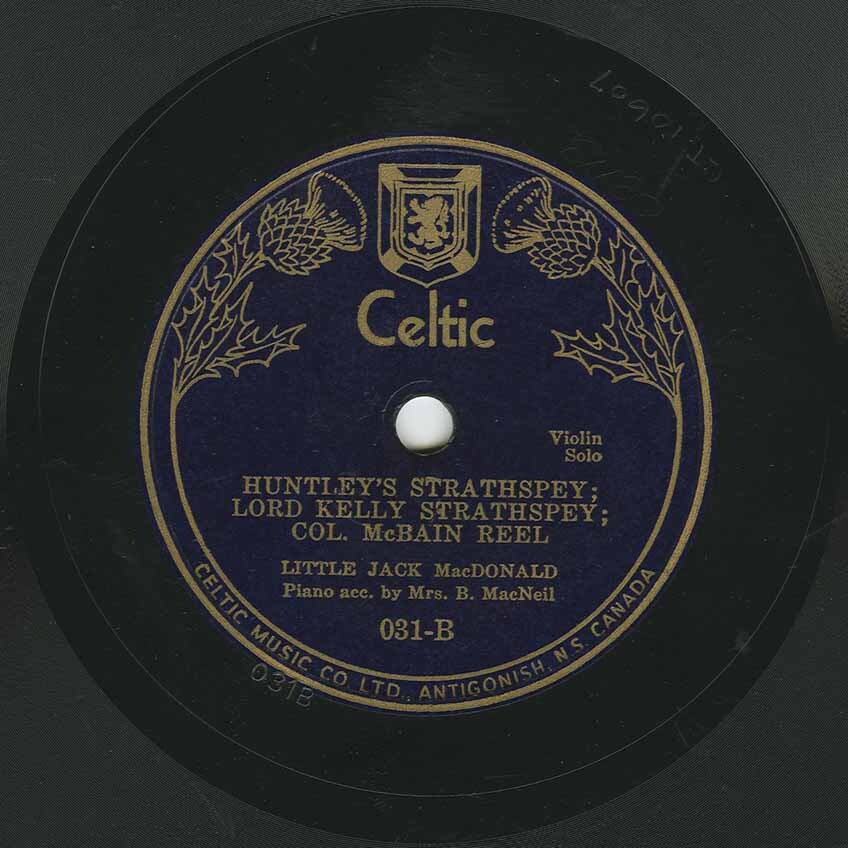 Celtic
Violin
Solo
HUNTLEY'S STRATHSPEY;
LORD KELLY STRATHSPEY;
COL. McBAIN REEL
LITTLE JACK MacDONALD
Piano acc. by Mrs. B. MacNeil
031-B
CELTIC MUSIC CO. LTD., ANTIGONISH, N.S. CANADA
031B